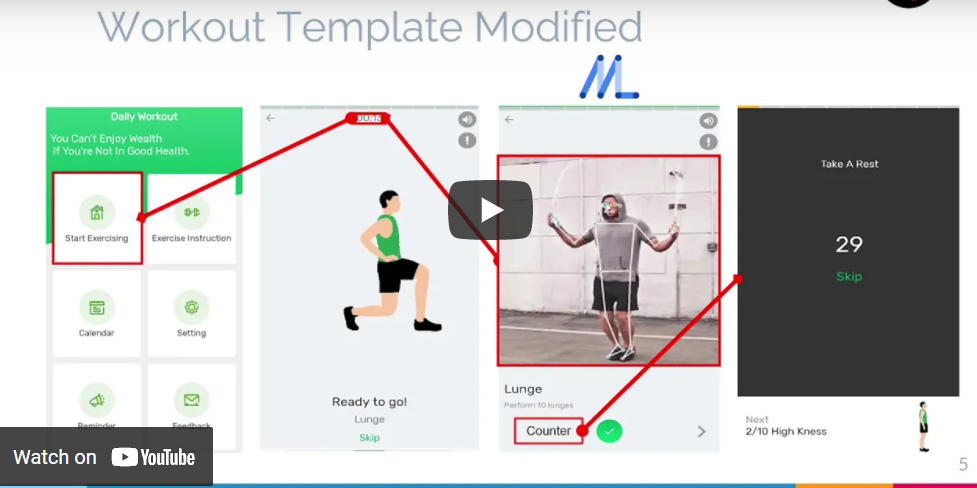 Workout Template Modified
Daily Workout
You Can't Enjoy Wealth
If You're Not In Good Health.
Start Exercising
Exercise Instruction
Calendar
Setting
Reminder
Feedback
00:13
Ready to go!
Lunge
Skip
Lunge
Perform 10 lunges
Counter
Take A Rest
29
Skip
Next
2/10 High Kness
Watch on YouTube
5